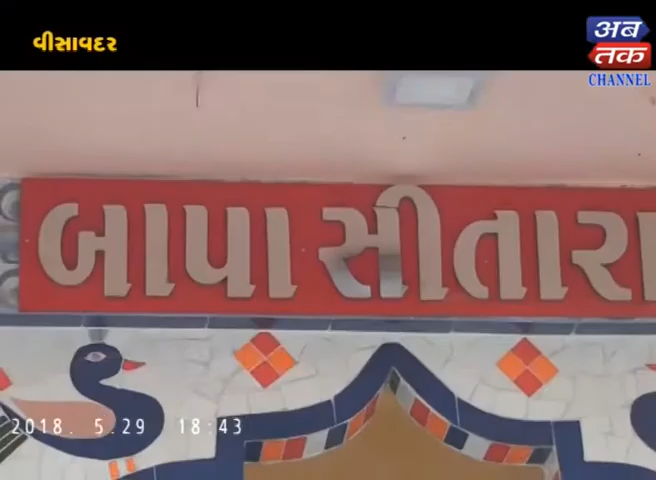 વીસાવદર
અબ
તક
CHANNEL
બાપા સીતારા
2018. 5.29 18:43